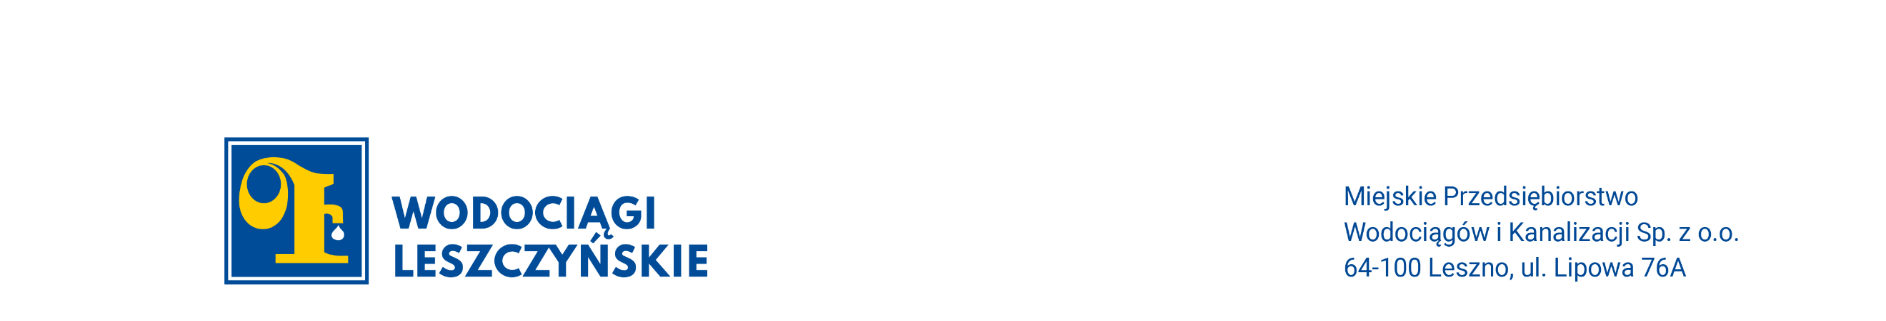 WODOCIĄGI
LESZCZYŃSKIE
Miejskie Przedsiębiorstwo
Wodociągów i Kanalizacji Sp. z o.o.
64-100 Leszno, ul. Lipowa 76A